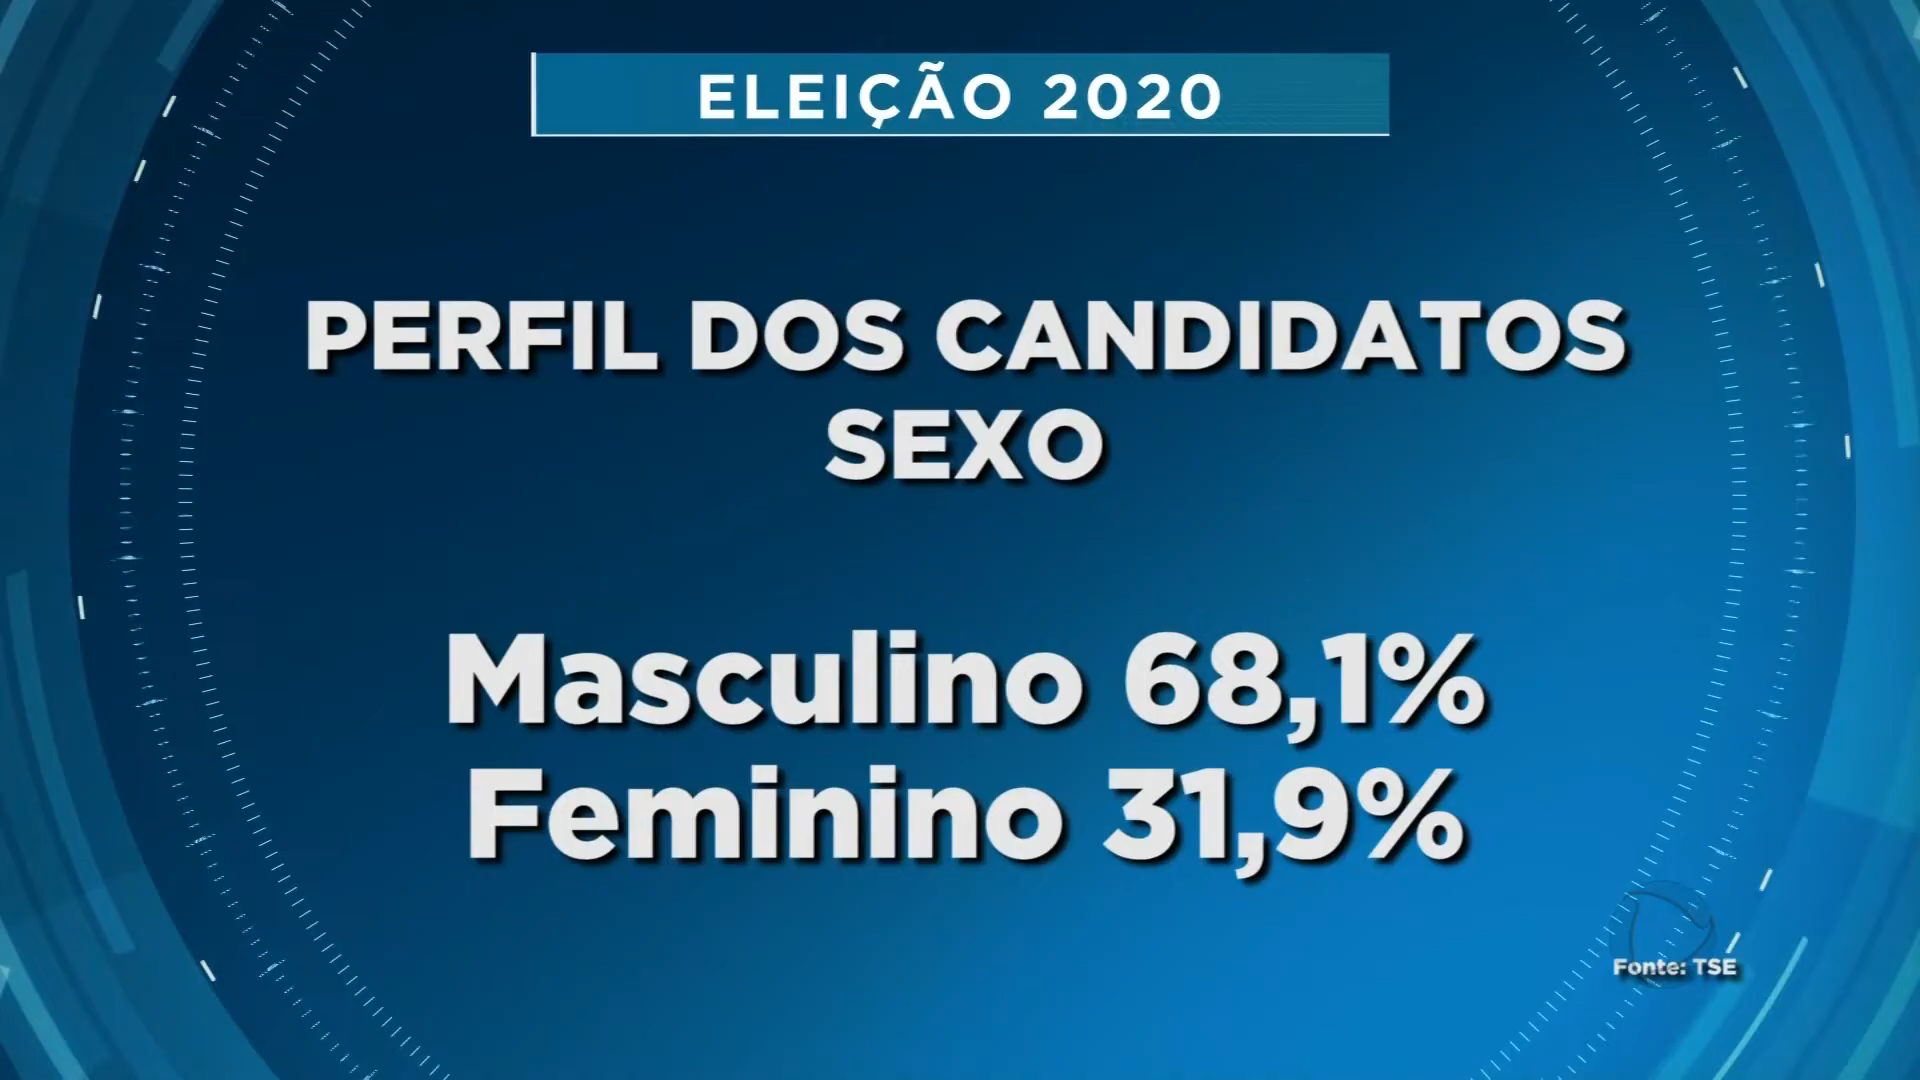 ELEIÇÃO 2020
PERFIL DOS CANDIDATOS
SEXO
Masculino 68,1%
Feminino 31,9%
Fonte: TSE